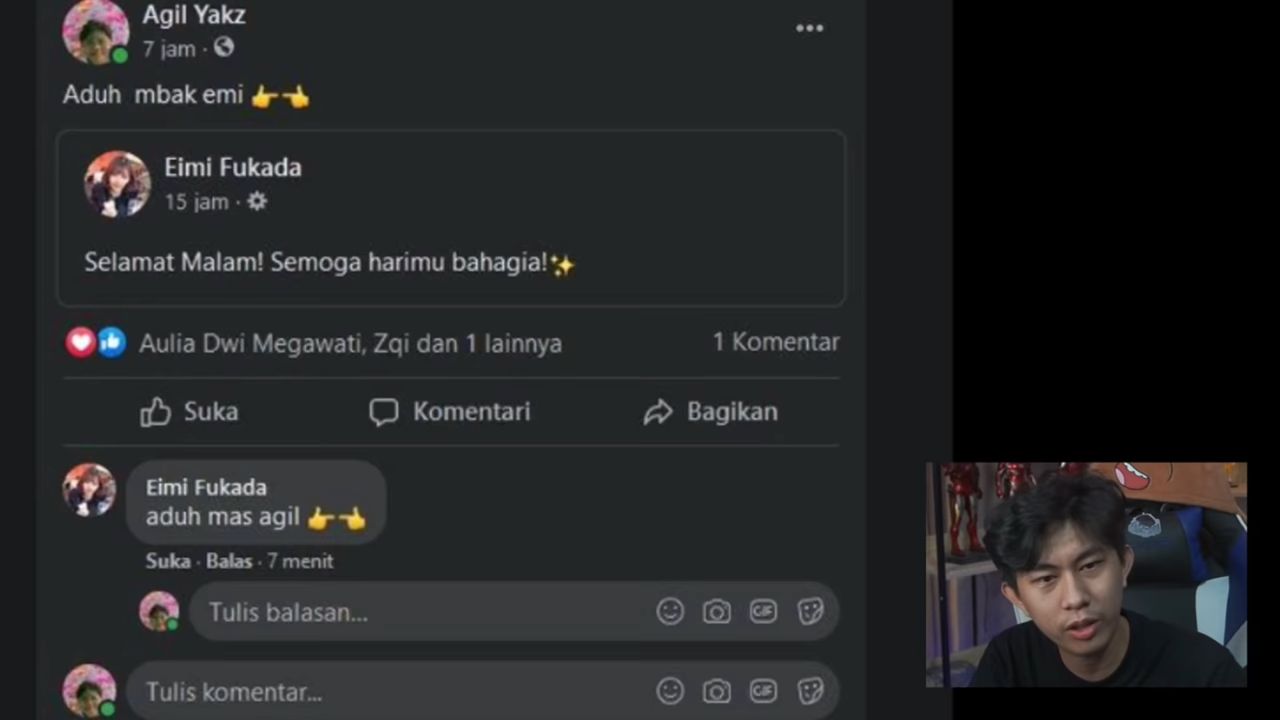 Agil Yakz
7 jam ·
Aduh mbak emi 👉👈
Eimi Fukada
15 jam ·
Selamat Malam! Semoga harimu bahagia!✨
Aulia Dwi Megawati, Zqi dan 1 lainnya
1 Komentar
Suka
Komentari
Bagikan
Eimi Fukada
aduh mas agil 👉👈
Suka · Balas · 7 menit
Tulis balasan...
GIF
Tulis komentar...
GIF